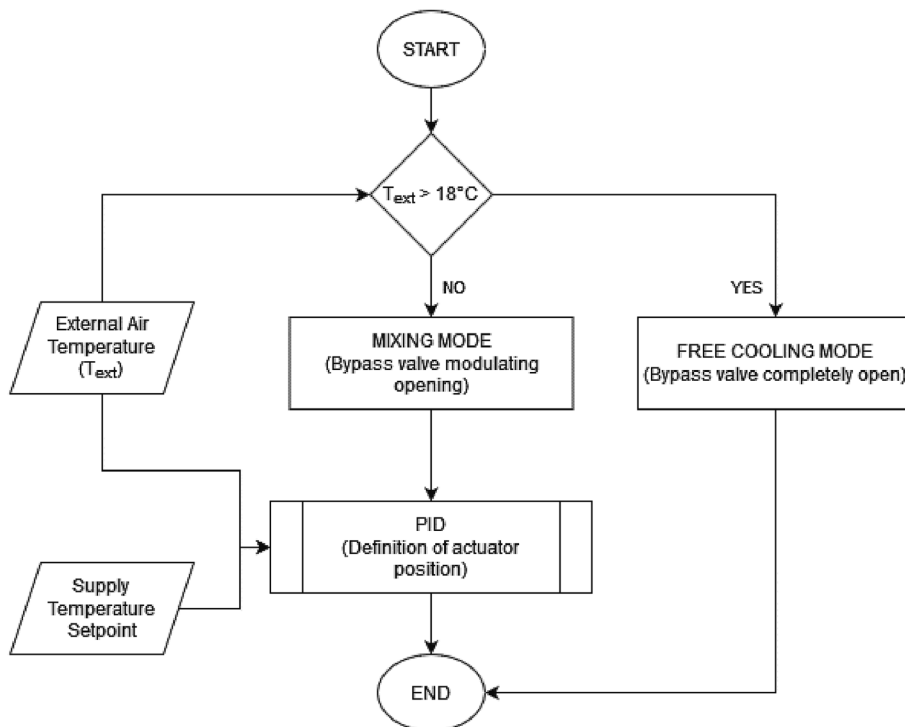 START
T_ext > 18°C
NO
YES
External Air
Temperature
(T_ext)
MIXING MODE
(Bypass valve modulating
opening)
FREE COOLING MODE
(Bypass valve completely open)
PID
(Definition of actuator
position)
Supply
Temperature
Setpoint
END